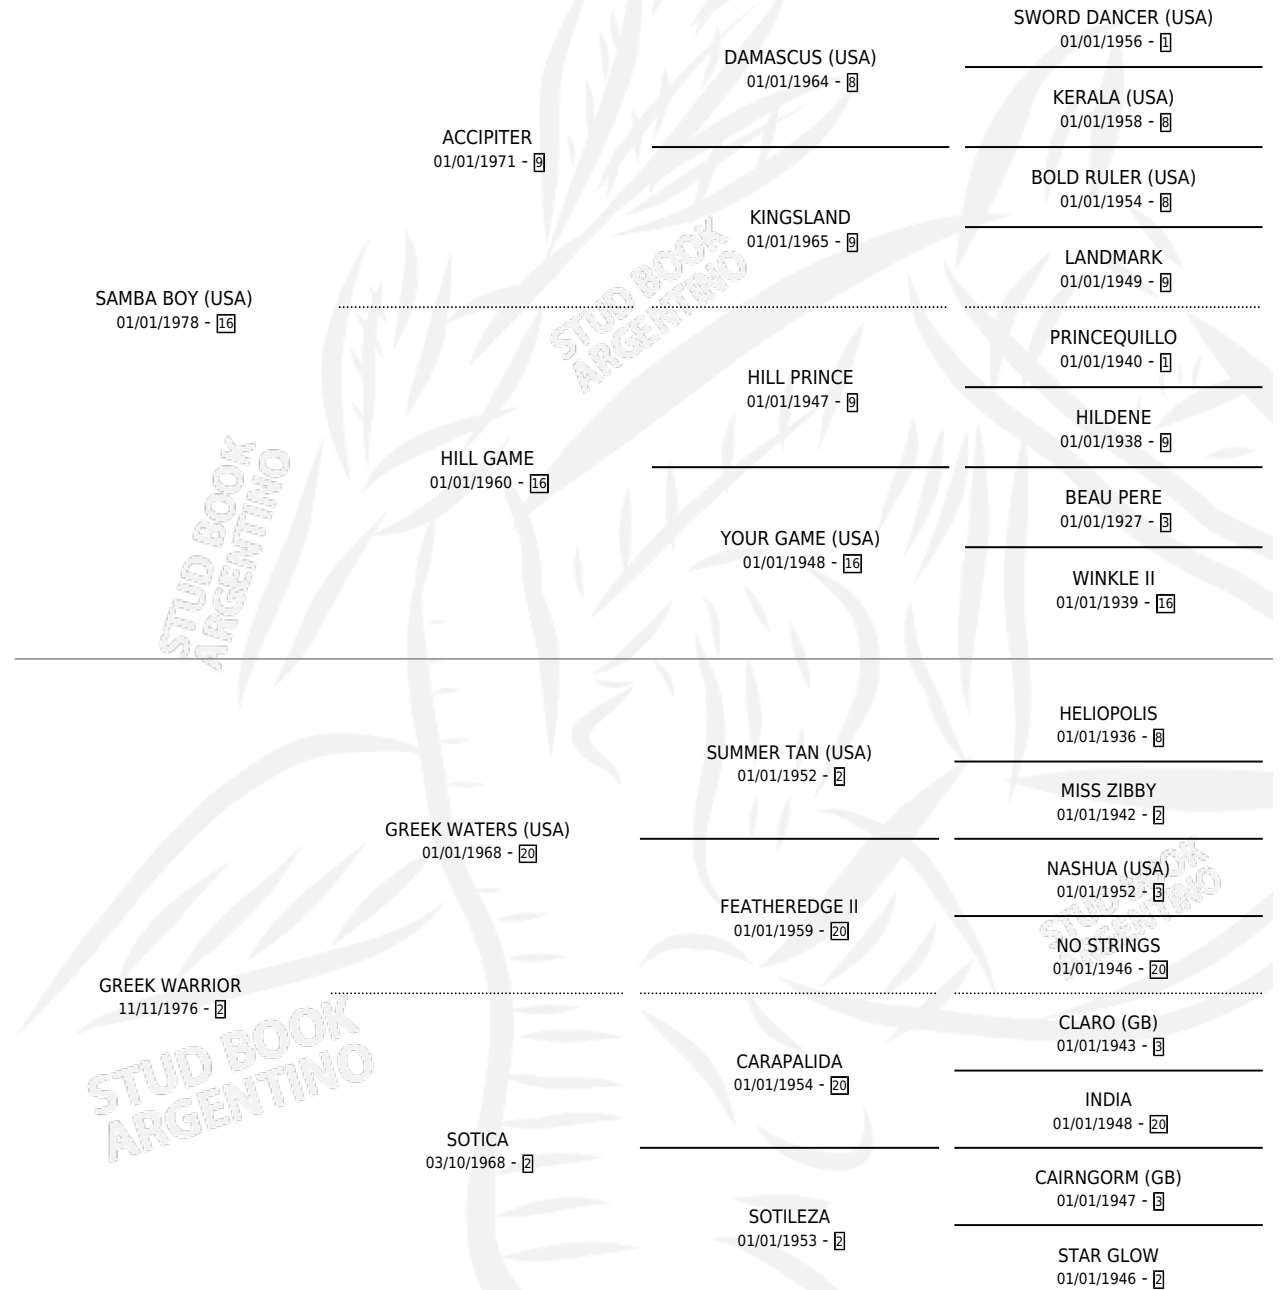 SWORD DANCER (USA)
01/01/1956 - 1
DAMASCUS (USA)
01/01/1964 - 8
KERALA (USA)
01/01/1958 - 8
ACCIPITER
01/01/1971 - 9
BOLD RULER (USA)
01/01/1954 - 8
KINGSLAND
01/01/1965 - 9
LANDMARK
01/01/1949 - 9
SAMBA BOY (USA)
01/01/1978 - 16
PRINCEQUILLO
01/01/1940 - 1
HILL PRINCE
01/01/1947 - 9
HILDENE
01/01/1938 - 9
HILL GAME
01/01/1960 - 16
BEAU PERE
01/01/1927 - 3
YOUR GAME (USA)
01/01/1948 - 16
WINKLE II
01/01/1939 - 16
HELIOPOLIS
01/01/1936 - 8
SUMMER TAN (USA)
01/01/1952 - 2
MISS ZIBBY
01/01/1942 - 2
GREEK WATERS (USA)
01/01/1968 - 20
NASHUA (USA)
01/01/1952 - 3
FEATHEREDGE II
01/01/1959 - 20
NO STRINGS
01/01/1946 - 20
GREEK WARRIOR
11/11/1976 - 2
CLARO (GB)
01/01/1943 - 3
CARAPALIDA
01/01/1954 - 20
INDIA
01/01/1948 - 20
SOTICA
03/10/1968 - 2
CAIRNGORM (GB)
01/01/1947 - 3
SOTILEZA
01/01/1953 - 2
STAR GLOW
01/01/1946 - 2
STUD BOOK
ARGENTINO
STUD BOOK
ARGENTINO
STUD BOOK
ARGENTINO
STUD BOOK
ARGENTINO